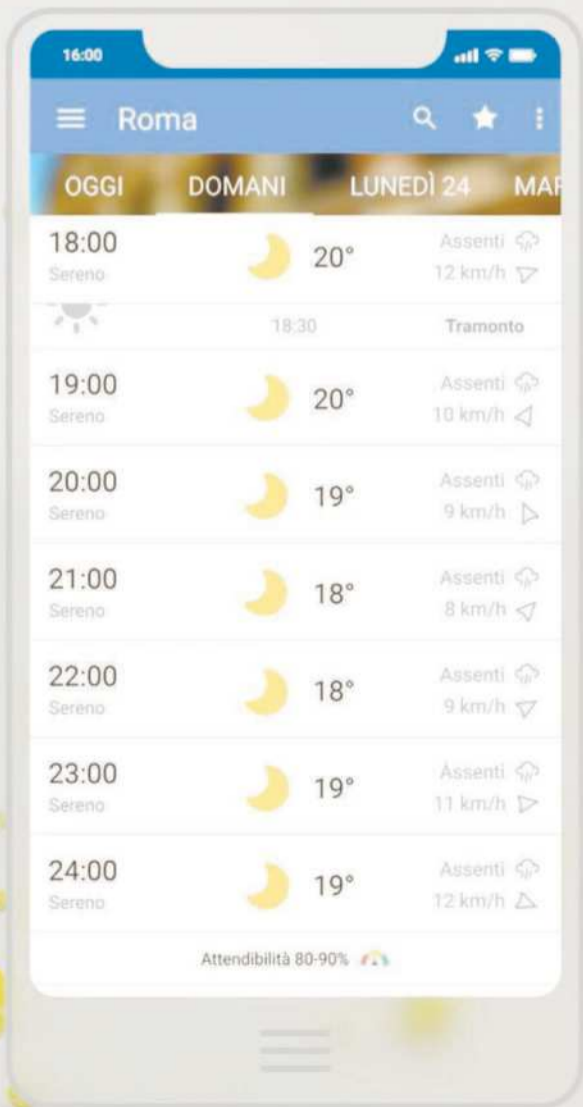 16:00
Roma
OGGI DOMANI LUNEDÌ 24 MAR
18:00 20° Assenti
Sereno 12 km/h
18:30 Tramonto
19:00 20° Assenti
Sereno 10 km/h
20:00 19° Assenti
Sereno 9 km/h
21:00 18° Assenti
Sereno 8 km/h
22:00 18° Assenti
Sereno 9 km/h
23:00 19° Assenti
Sereno 11 km/h
24:00 19° Assenti
Sereno 12 km/h
Attendibilità 80-90%